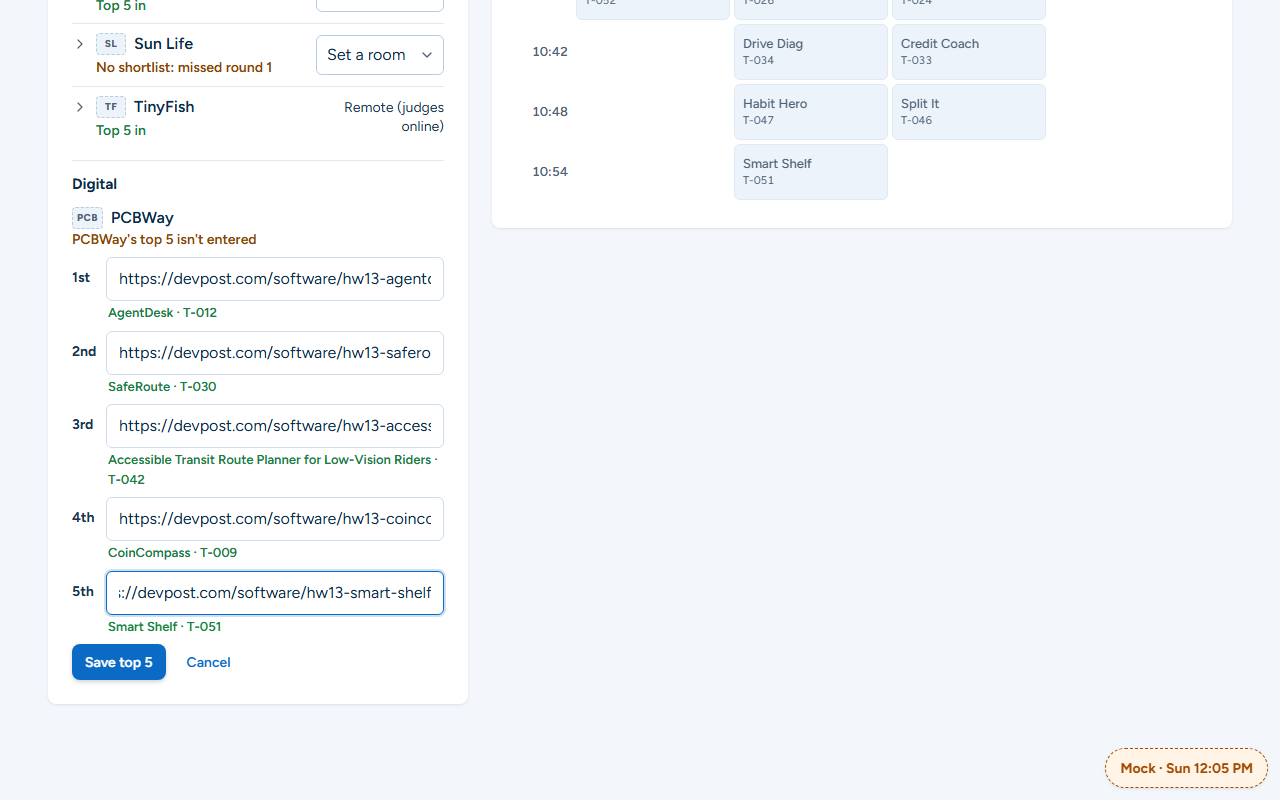 Top 5 in
SL Sun Life
No shortlist: missed round 1
Set a room
TF TinyFish
Top 5 in
Remote (judges
online)
Digital
PCB PCBWay
PCBWay's top 5 isn't entered
1st https://devpost.com/software/hw13-agentd
AgentDesk · T-012
2nd https://devpost.com/software/hw13-safero
SafeRoute · T-030
3rd https://devpost.com/software/hw13-access
Accessible Transit Route Planner for Low-Vision Riders ·
T-042
4th https://devpost.com/software/hw13-coinco
CoinCompass · T-009
5th ://devpost.com/software/hw13-smart-shelf
Smart Shelf · T-051
Save top 5 Cancel
T-052 T-026 T-024
10:42
Drive Diag
T-034
Credit Coach
T-033
10:48
Habit Hero
T-047
Split It
T-046
10:54
Smart Shelf
T-051
Mock · Sun 12:05 PM